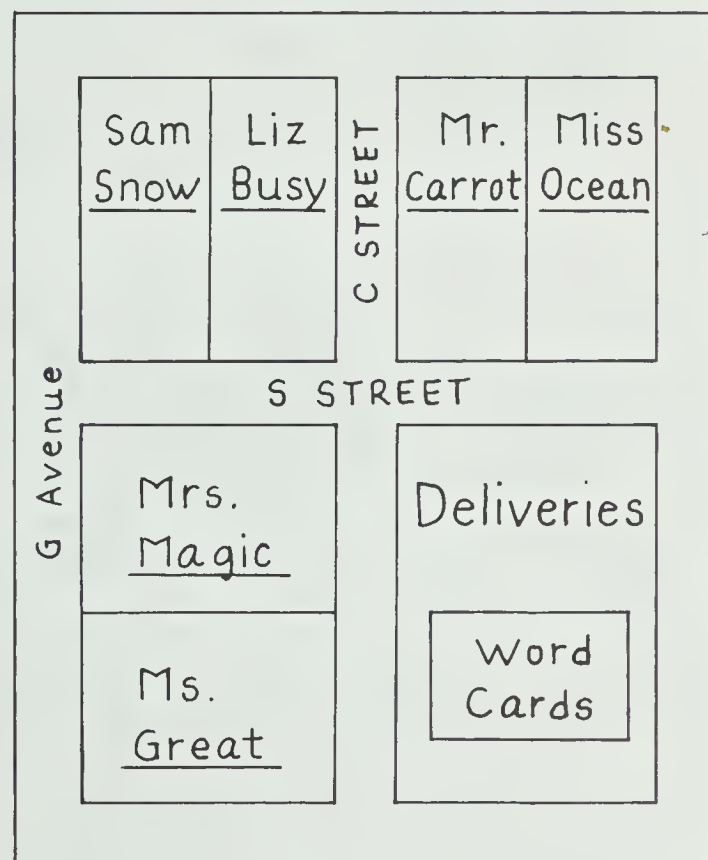 Sam
Snow
Liz
Busy
C STREET
Mr.
Carrot
Miss
Ocean
S STREET
G Avenue
Mrs.
Magic
Ms.
Great
Deliveries
Word
Cards